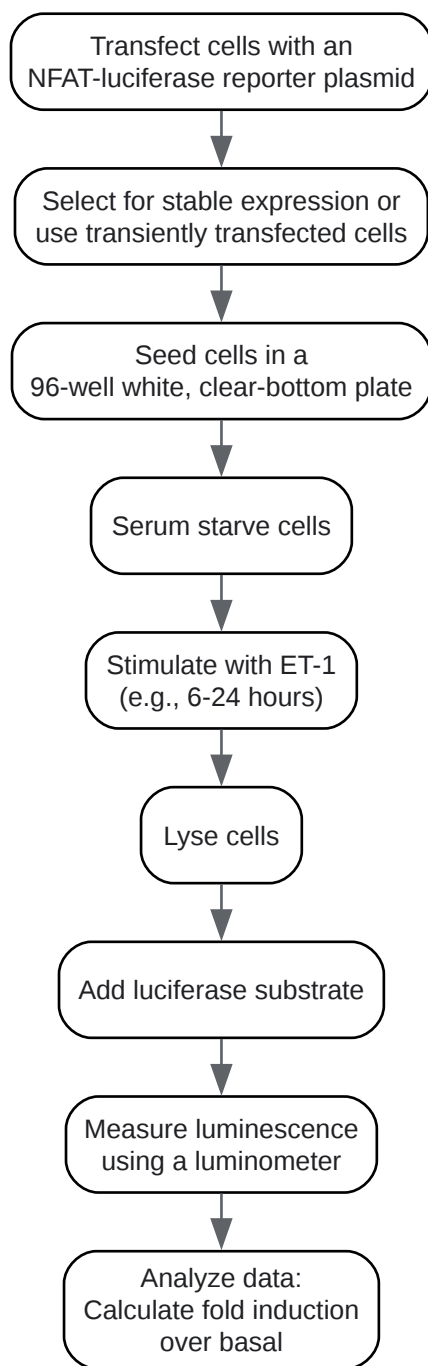 Transfect cells with an
NFAT-luciferase reporter plasmid
Select for stable expression or
use transiently transfected cells
Seed cells in a
96-well white, clear-bottom plate
Serum starve cells
Stimulate with ET-1
(e.g., 6-24 hours)
Lyse cells
Add luciferase substrate
Measure luminescence
using a luminometer
Analyze data:
Calculate fold induction
over basal